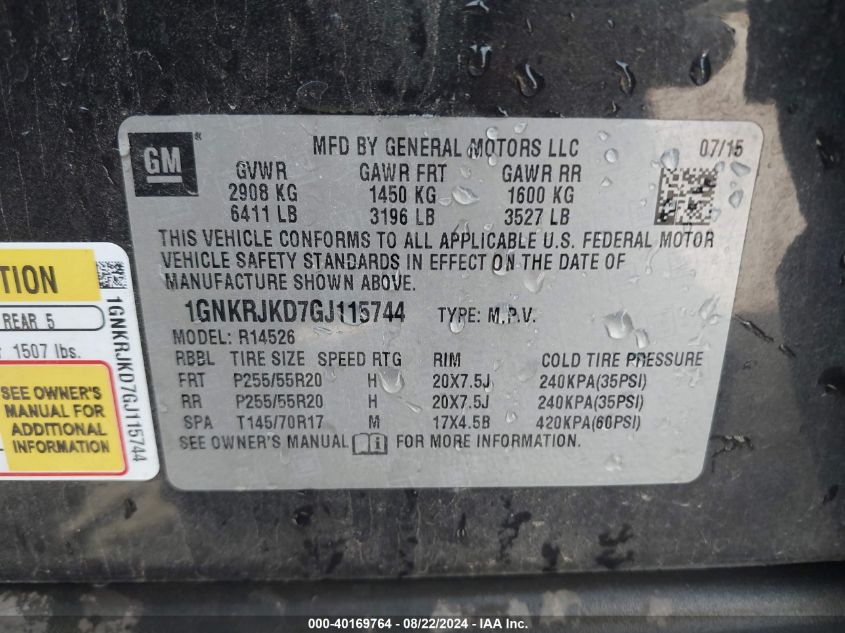 GM
MFD BY GENERAL MOTORS LLC 07/15
GVWR GAWR FRT GAWR RR
2908 KG 1450 KG 1600 KG
6411 LB 3196 LB 3527 LB
THIS VEHICLE CONFORMS TO ALL APPLICABLE U.S. FEDERAL MOTOR
VEHICLE SAFETY STANDARDS IN EFFECT ON THE DATE OF
MANUFACTURE SHOWN ABOVE.
1GNKRJKD7GJ115744 TYPE: M.P.V.
MODEL: R14526
RBBL TIRE SIZE SPEED RTG RIM COLD TIRE PRESSURE
FRT P255/55R20 H 20X7.5J 240KPA(35PSI)
RR P255/55R20 H 20X7.5J 240KPA(35PSI)
SPA T145/70R17 M 17X4.5B 420KPA(60PSI)
SEE OWNER'S MANUAL FOR MORE INFORMATION.
REAR 5
1507 lbs.
SEE OWNER'S
MANUAL FOR
ADDITIONAL
INFORMATION
1GNKRJKD7GJ115744
000-40169764 - 08/22/2024 - IAAI.com